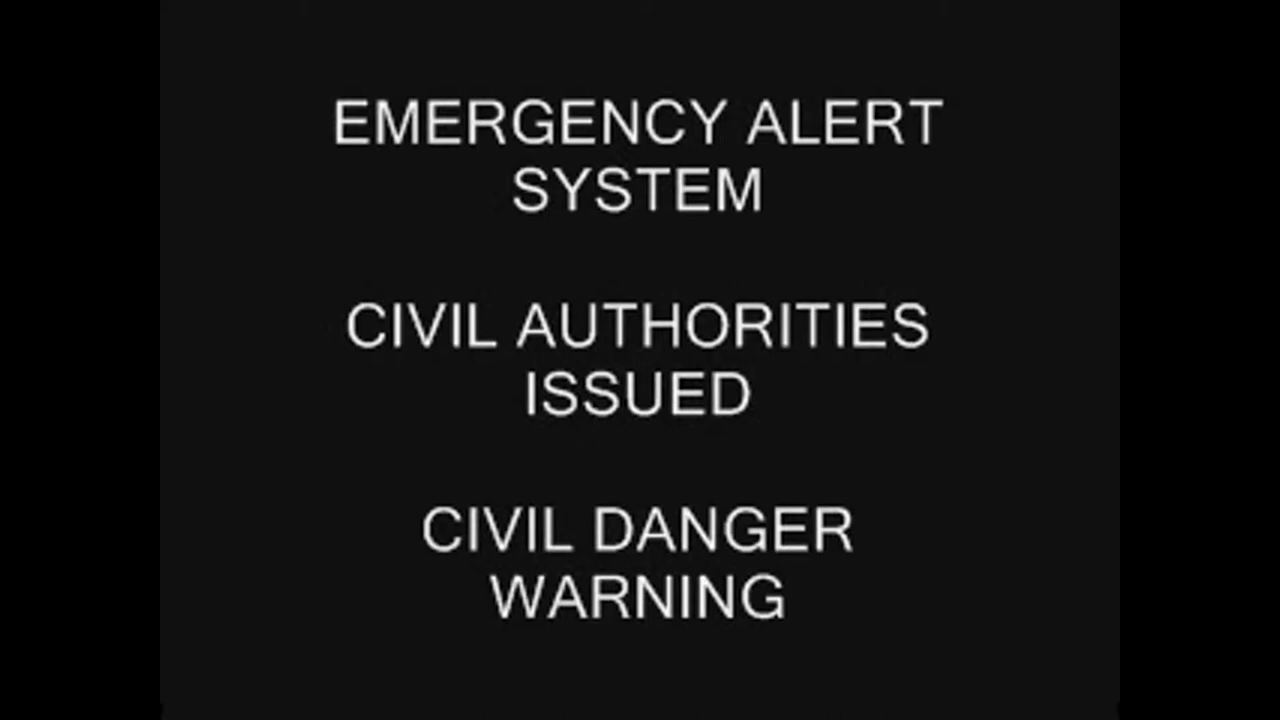 EMERGENCY ALERT
SYSTEM
CIVIL AUTHORITIES
ISSUED
CIVIL DANGER
WARNING